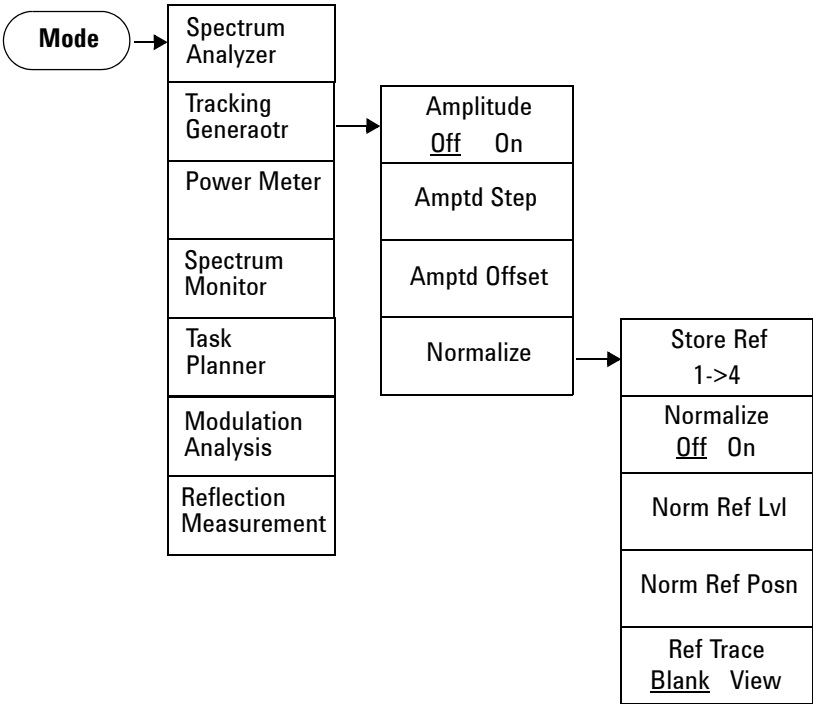 Mode
Spectrum
Analyzer
Tracking
Generaotr
Power Meter
Spectrum
Monitor
Task
Planner
Modulation
Analysis
Reflection
Measurement
Amplitude
Off On
Amptd Step
Amptd Offset
Normalize
Store Ref
1->4
Normalize
Off On
Norm Ref Lvl
Norm Ref Posn
Ref Trace
Blank View